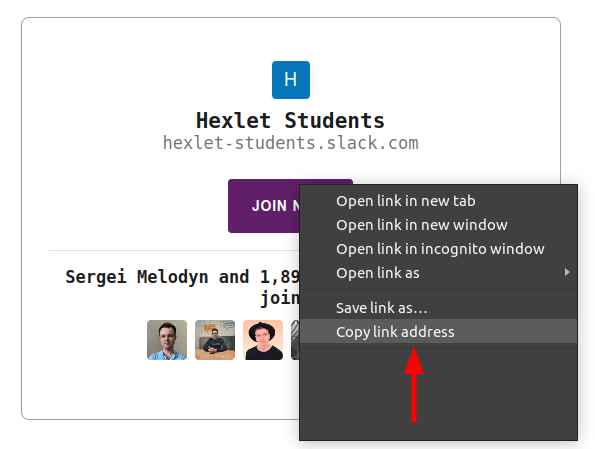 H
Hexlet Students
hexlet-students.slack.com
JOIN N
Sergei Melodyn and 1,89
join
Open link in new tab
Open link in new window
Open link in incognito window
Open link as
Save link as...
Copy link address